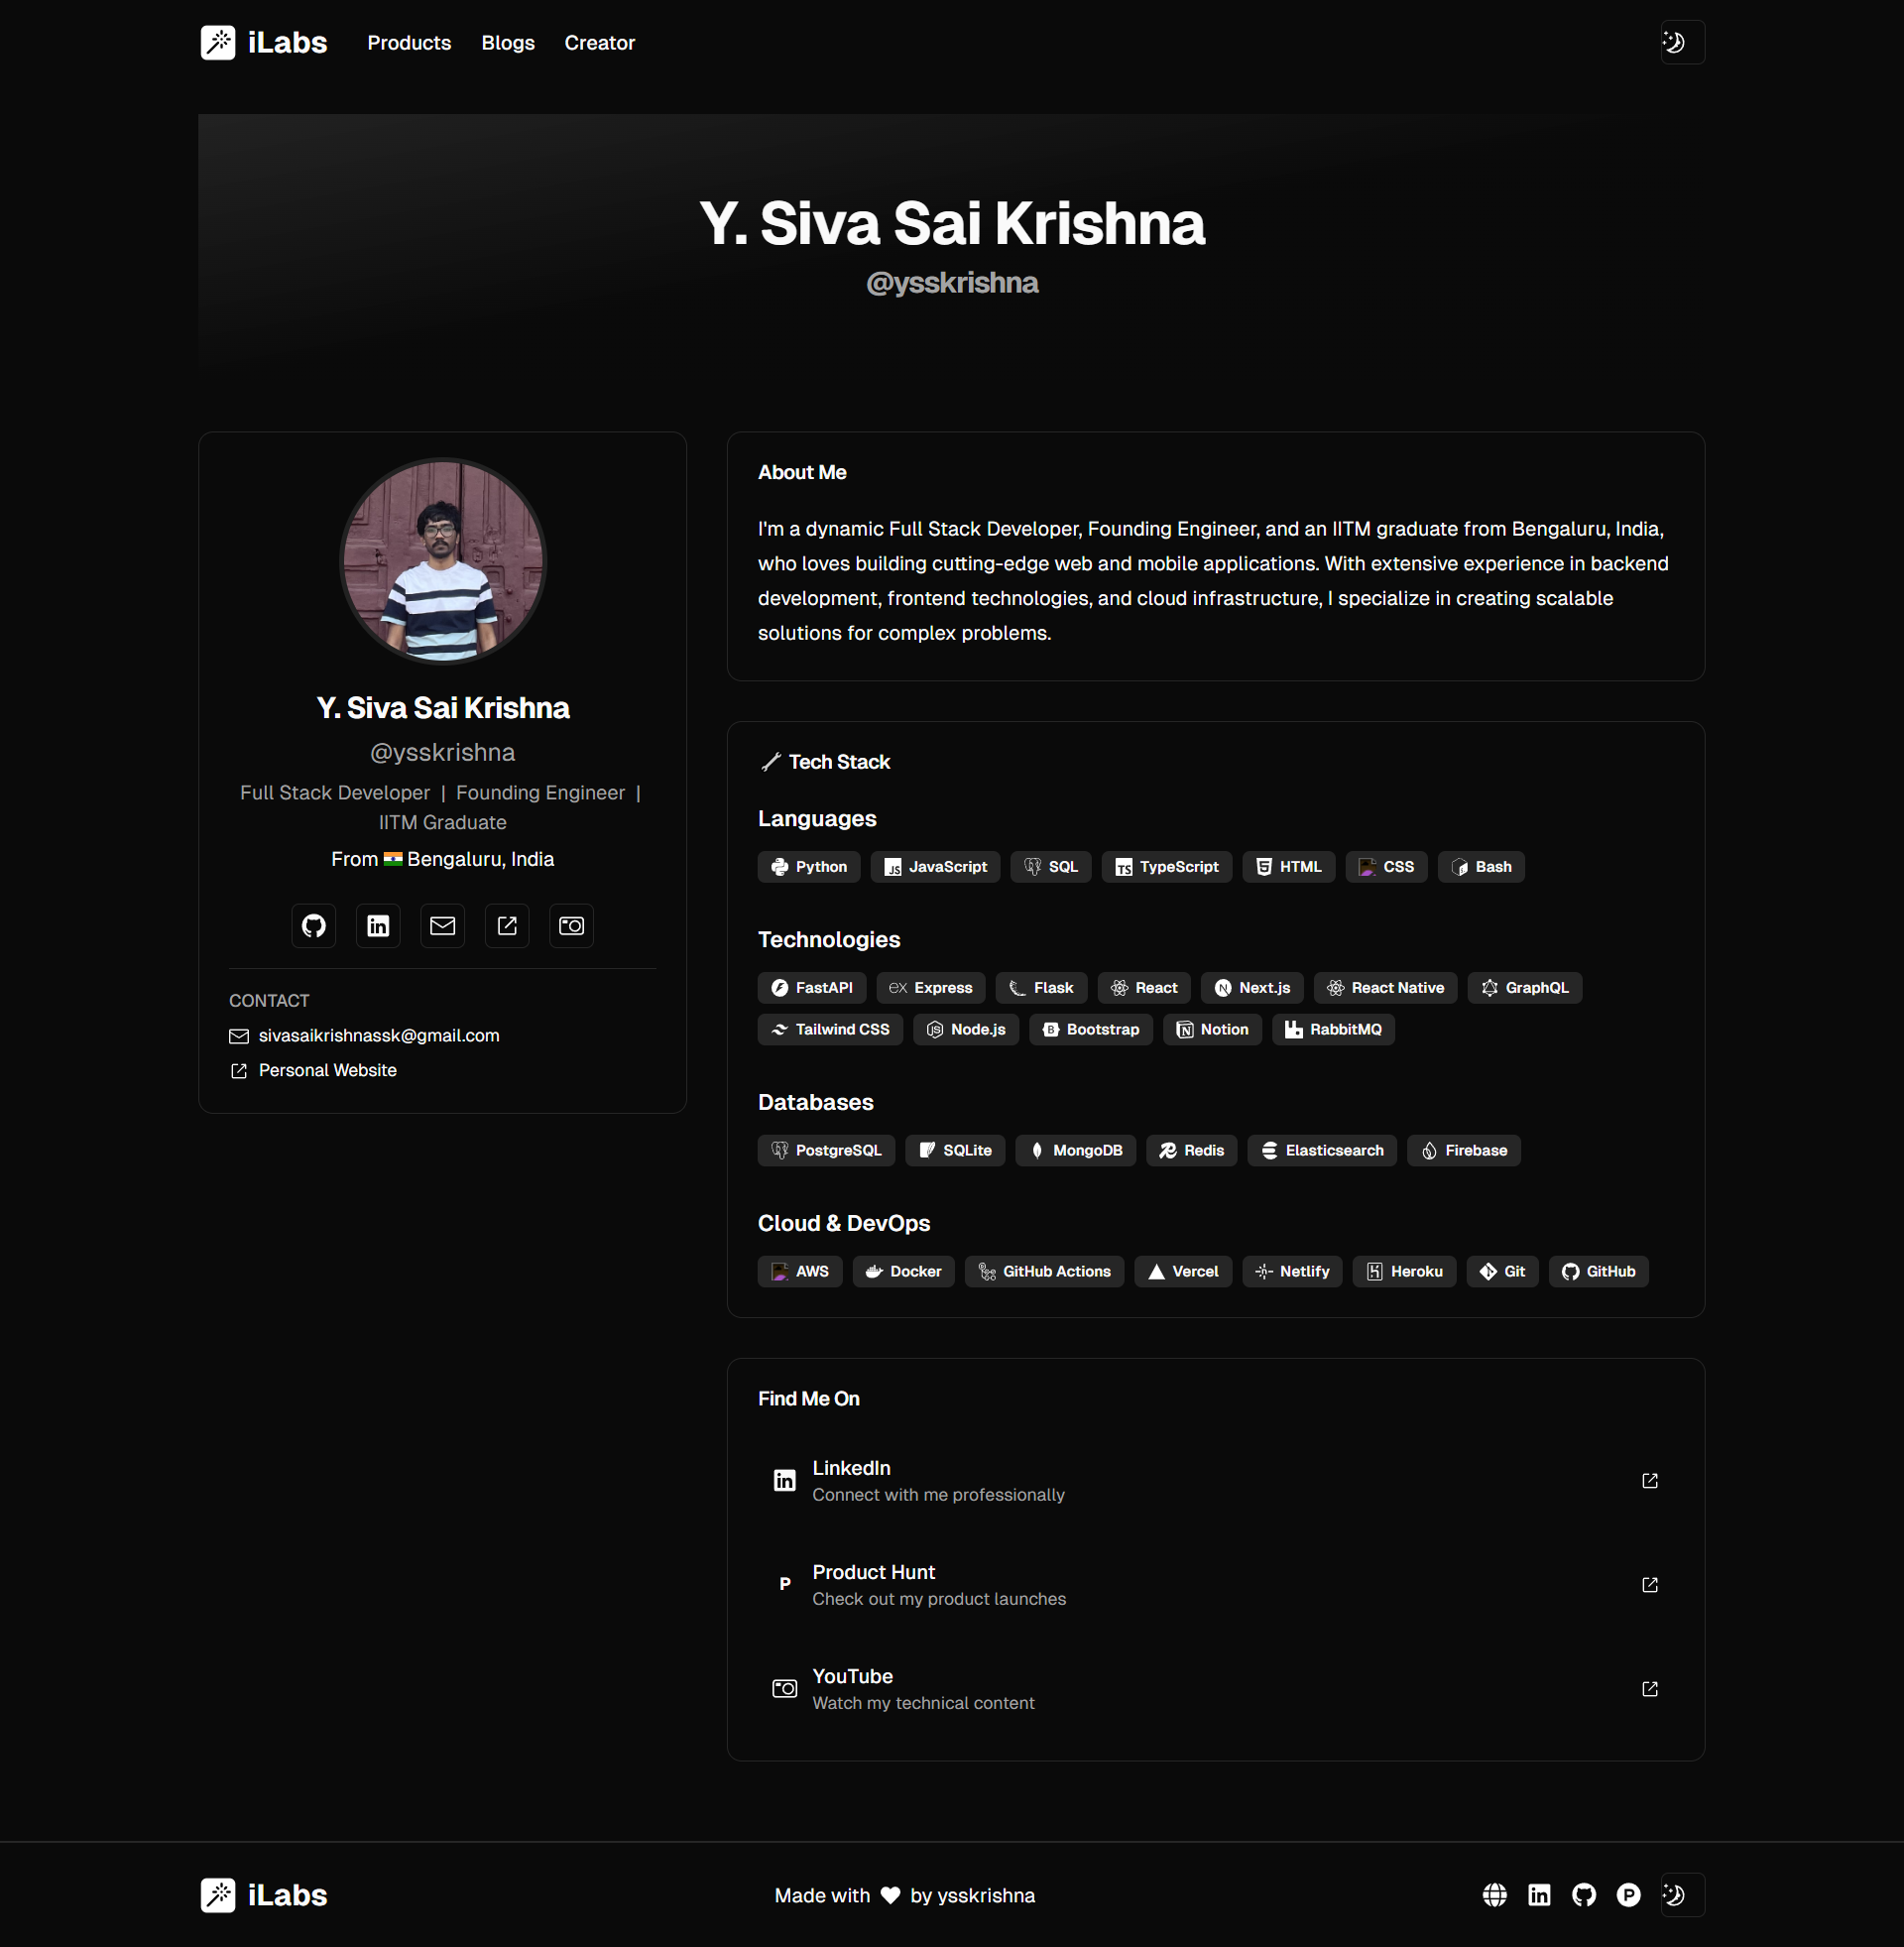 iLabs Products Blogs Creator
Y. Siva Sai Krishna
@ysskrishna
Y. Siva Sai Krishna
@ysskrishna
Full Stack Developer | Founding Engineer |
IITM Graduate
From 🇮🇳 Bengaluru, India
CONTACT
sivasaikrishnassk@gmail.com
Personal Website
About Me
I'm a dynamic Full Stack Developer, Founding Engineer, and an IITM graduate from Bengaluru, India,
who loves building cutting-edge web and mobile applications. With extensive experience in backend
development, frontend technologies, and cloud infrastructure, I specialize in creating scalable
solutions for complex problems.
Tech Stack
Languages
Python JavaScript SQL TypeScript HTML CSS Bash
Technologies
FastAPI Express Flask React Next.js React Native GraphQL
Tailwind CSS Node.js Bootstrap Notion RabbitMQ
Databases
PostgreSQL SQLite MongoDB Redis Elasticsearch Firebase
Cloud & DevOps
AWS Docker GitHub Actions Vercel Netlify Heroku Git GitHub
Find Me On
LinkedIn
Connect with me professionally
P
Product Hunt
Check out my product launches
YouTube
Watch my technical content
iLabs Made with ♥ by ysskrishna